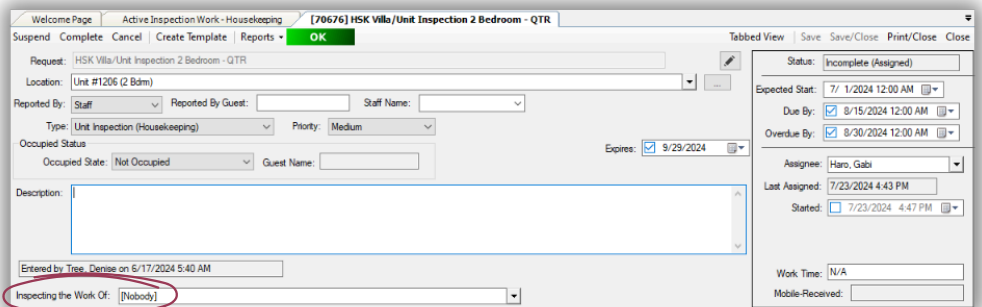 Welcome Page Active Inspection Work - Housekeeping [70676] HSK Villa/Unit Inspection 2 Bedroom - QTR
Suspend Complete Cancel Create Template Reports OK Tabbed View Save Save/Close Print/Close Close
Request: HSK Villa/Unit Inspection 2 Bedroom - QTR Status: Incomplete (Assigned)
Location: Unit #1206 (2 Bdrm) ... Expected Start: 7/ 1/2024 12:00 AM
Reported By: Staff Reported By Guest: Staff Name: Due By: 8/15/2024 12:00 AM
Type: Unit Inspection (Housekeeping) Priority: Medium Overdue By: 8/30/2024 12:00 AM
Occupied Status Expires: 9/29/2024
Occupied State: Not Occupied Guest Name: Assignee: Haro, Gabi
Description: Last Assigned: 7/23/2024 4:43 PM
Started: 7/23/2024 4:47 PM
Entered by Tree, Denise on 6/17/2024 5:40 AM Work Time: N/A
Inspecting the Work Of: [Nobody] Mobile-Received: